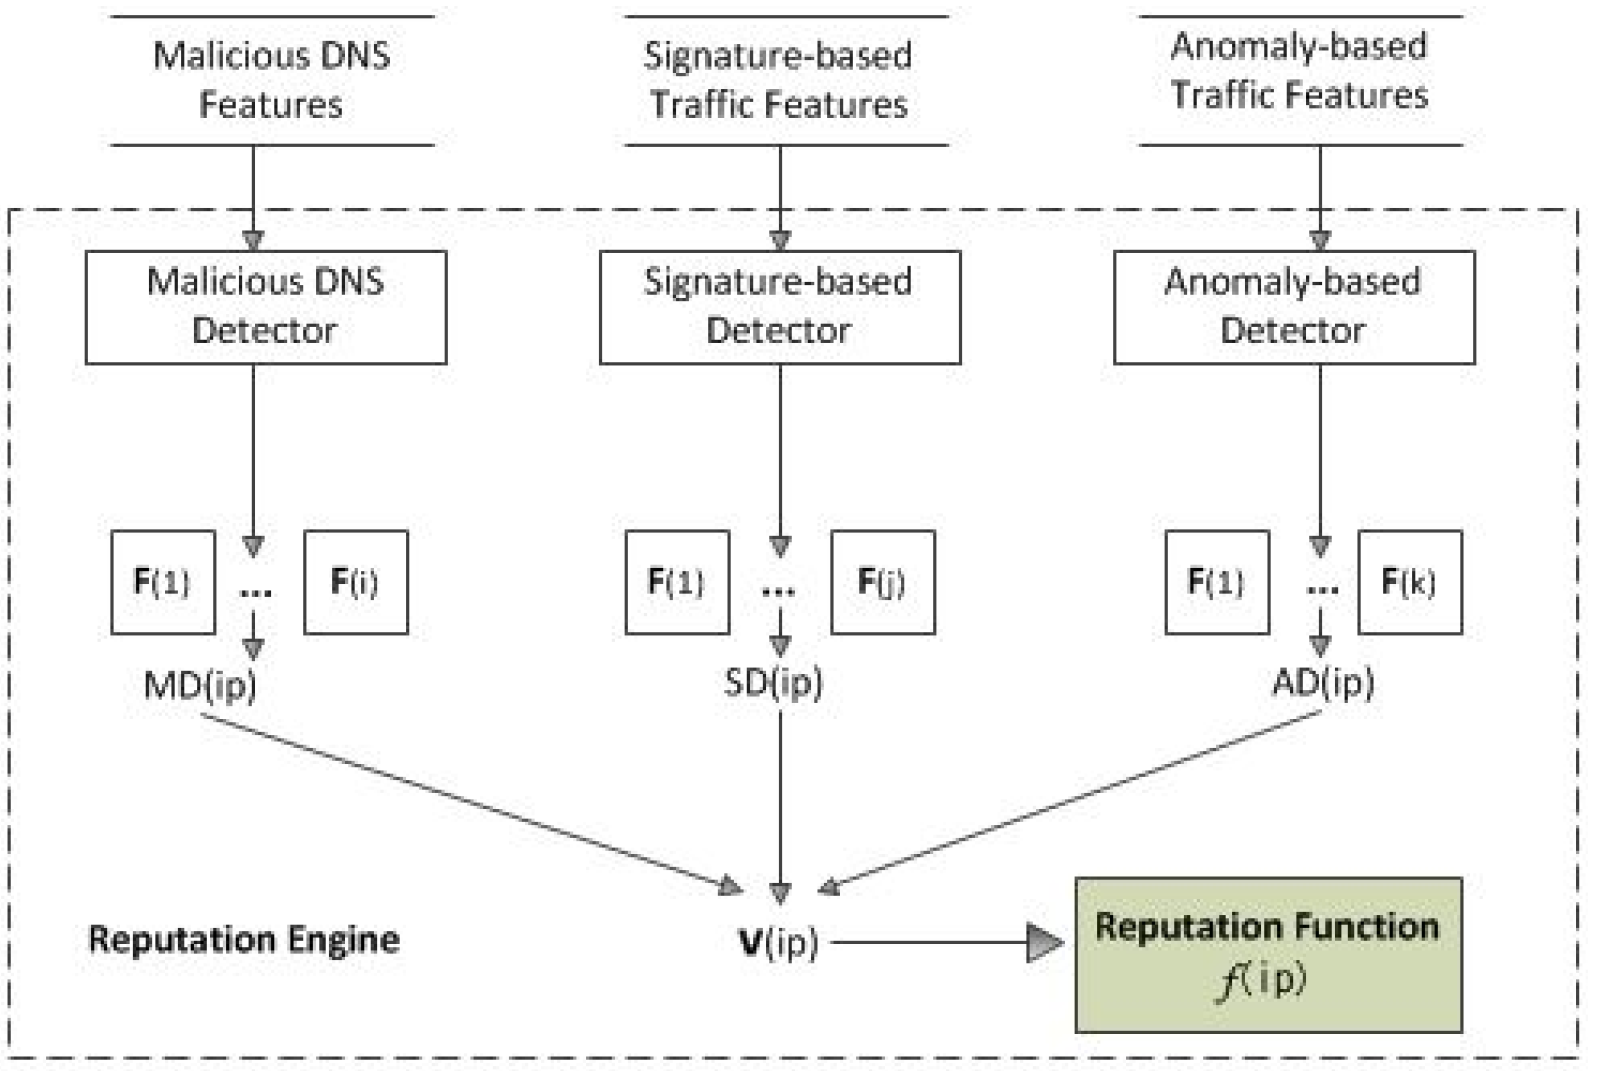 Malicious DNS
Features
Signature-based
Traffic Features
Anomaly-based
Traffic Features
Malicious DNS
Detector
Signature-based
Detector
Anomaly-based
Detector
F(1) ... F(i)
F(1) ... F(j)
F(1) ... F(k)
MD(ip)
SD(ip)
AD(ip)
Reputation Engine
V(ip)
Reputation Function
f(ip)